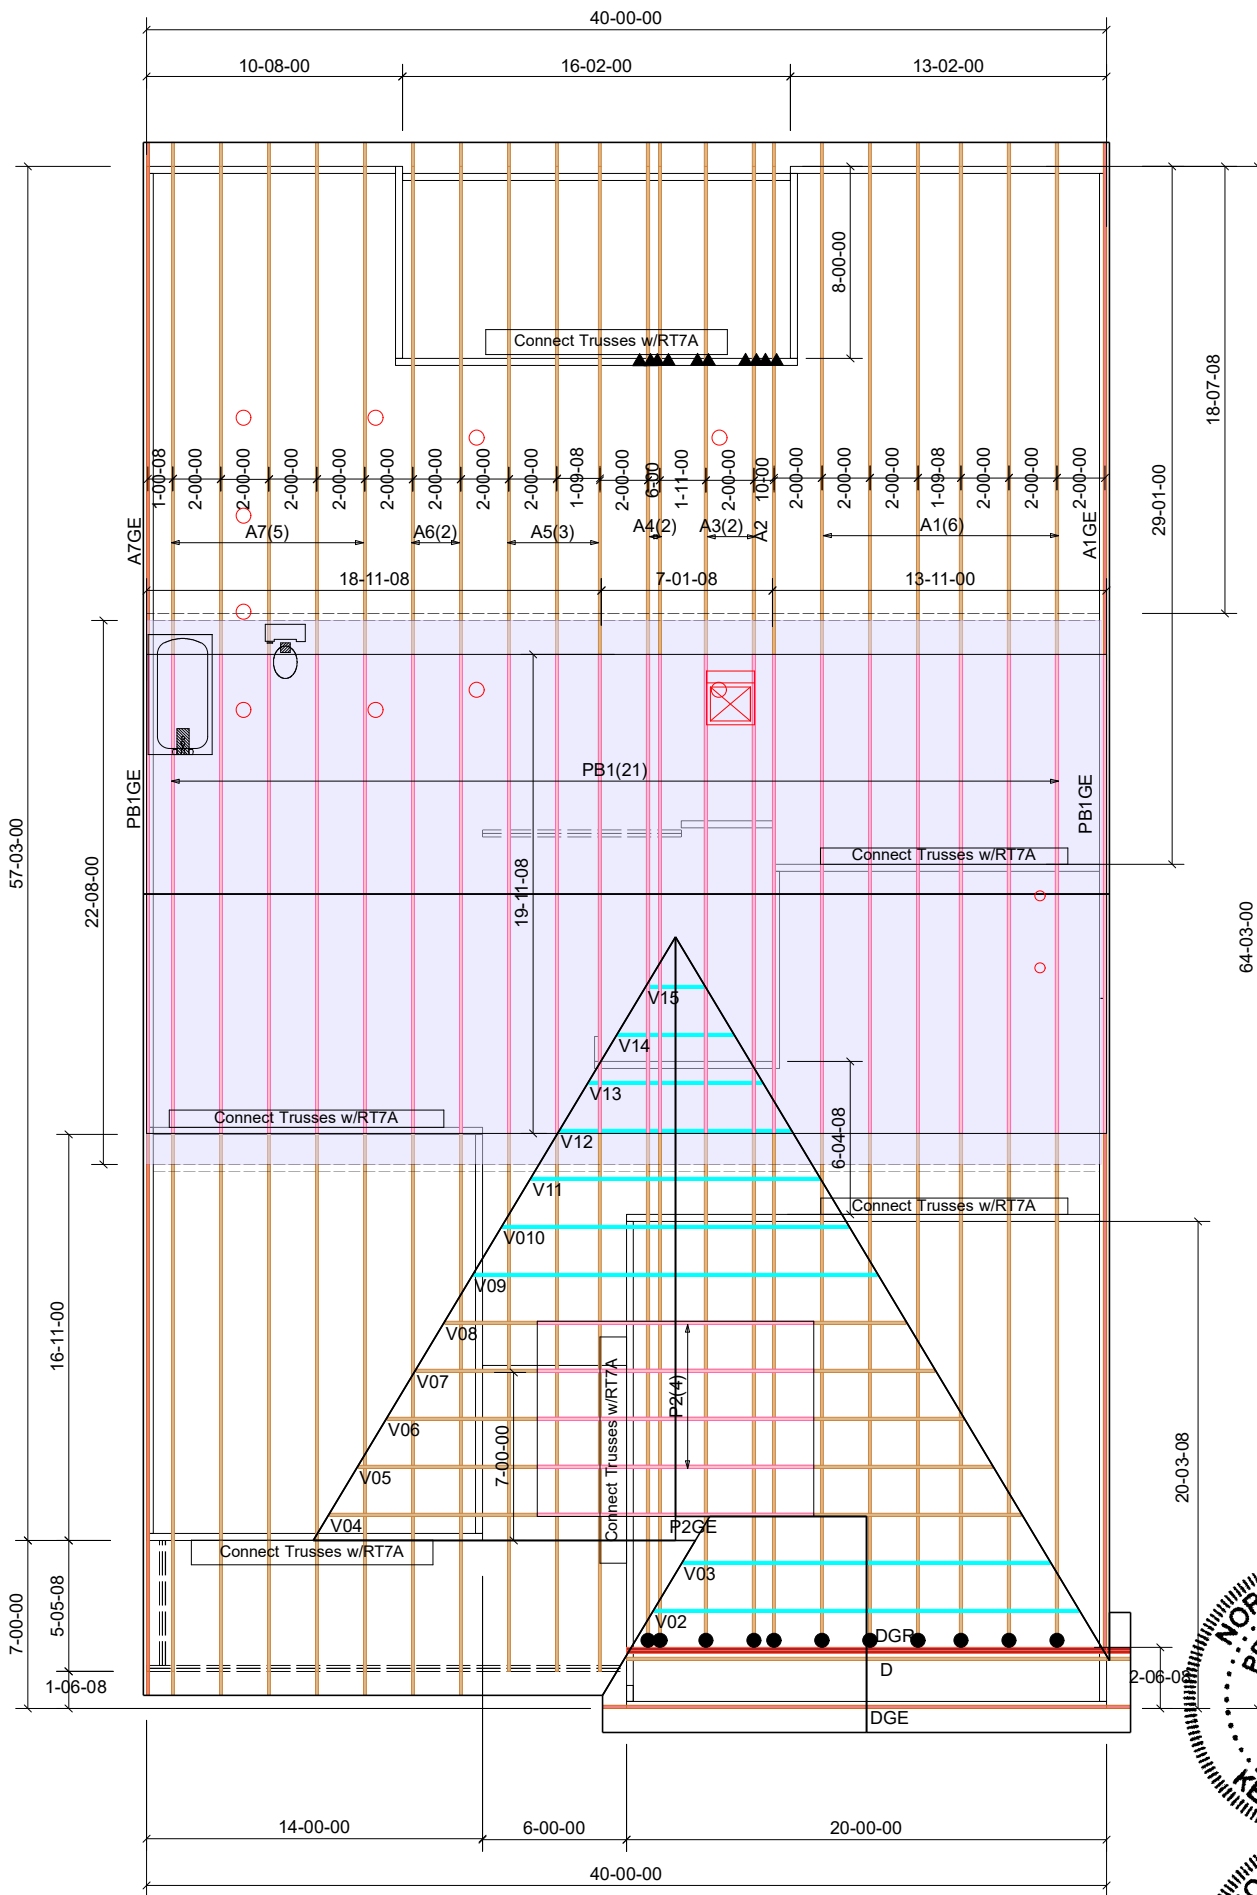 40-00-00
10-08-00
16-02-00
13-02-00
8-00-00
Connect Trusses w/RT7A
18-07-08
29-01-00
1-00-08
2-00-00
2-00-00
2-00-00
2-00-00
2-00-00
2-00-00
2-00-00
2-00-00
1-09-08
2-00-00
6-00
1-11-00
2-00-00
10-00
2-00-00
2-00-00
2-00-00
1-09-08
2-00-00
2-00-00
2-00-00
A7GE
A7(5)
A6(2)
A5(3)
A4(2)
A3(2)
A2
A1(6)
A1GE
18-11-08
7-01-08
13-11-00
PB1GE
PB1(21)
PB1GE
57-03-00
22-08-00
19-11-08
Connect Trusses w/RT7A
64-03-00
V15
V14
V13
Connect Trusses w/RT7A
V12
6-04-08
V11
Connect Trusses w/RT7A
V010
V09
V08
16-11-00
V07
P2(4)
Connect Trusses w/RT7A
V06
7-00-00
V05
20-03-08
V04
P2GE
Connect Trusses w/RT7A
V03
7-00-00
5-05-08
V02
DGR
D
1-06-08
2-06-08
DGE
NOR
KE
14-00-00
6-00-00
20-00-00
40-00-00